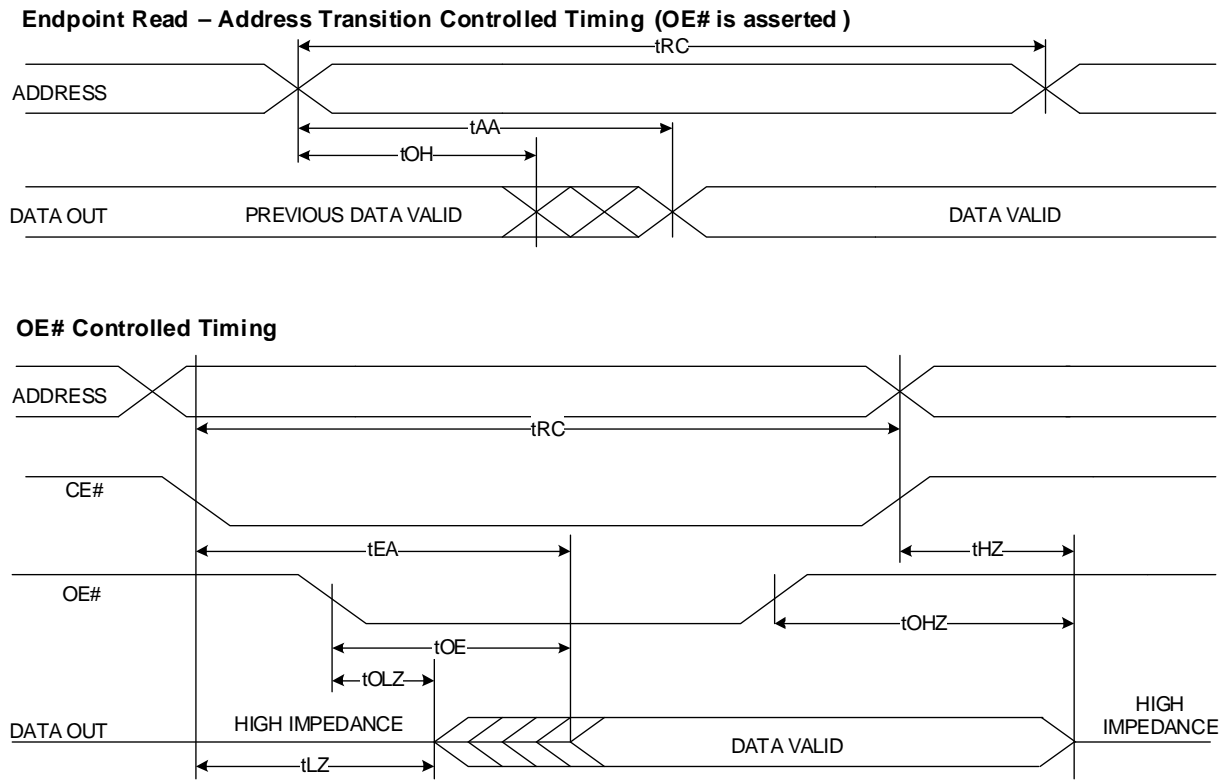 Endpoint Read – Address Transition Controlled Timing (OE# is asserted )
tRC
ADDRESS
tAA
tOH
DATA OUT
PREVIOUS DATA VALID
DATA VALID
OE# Controlled Timing
ADDRESS
tRC
CE#
tEA
tHZ
OE#
tOHZ
tOE
tOLZ
DATA OUT
HIGH IMPEDANCE
DATA VALID
HIGH
IMPEDANCE
tLZ